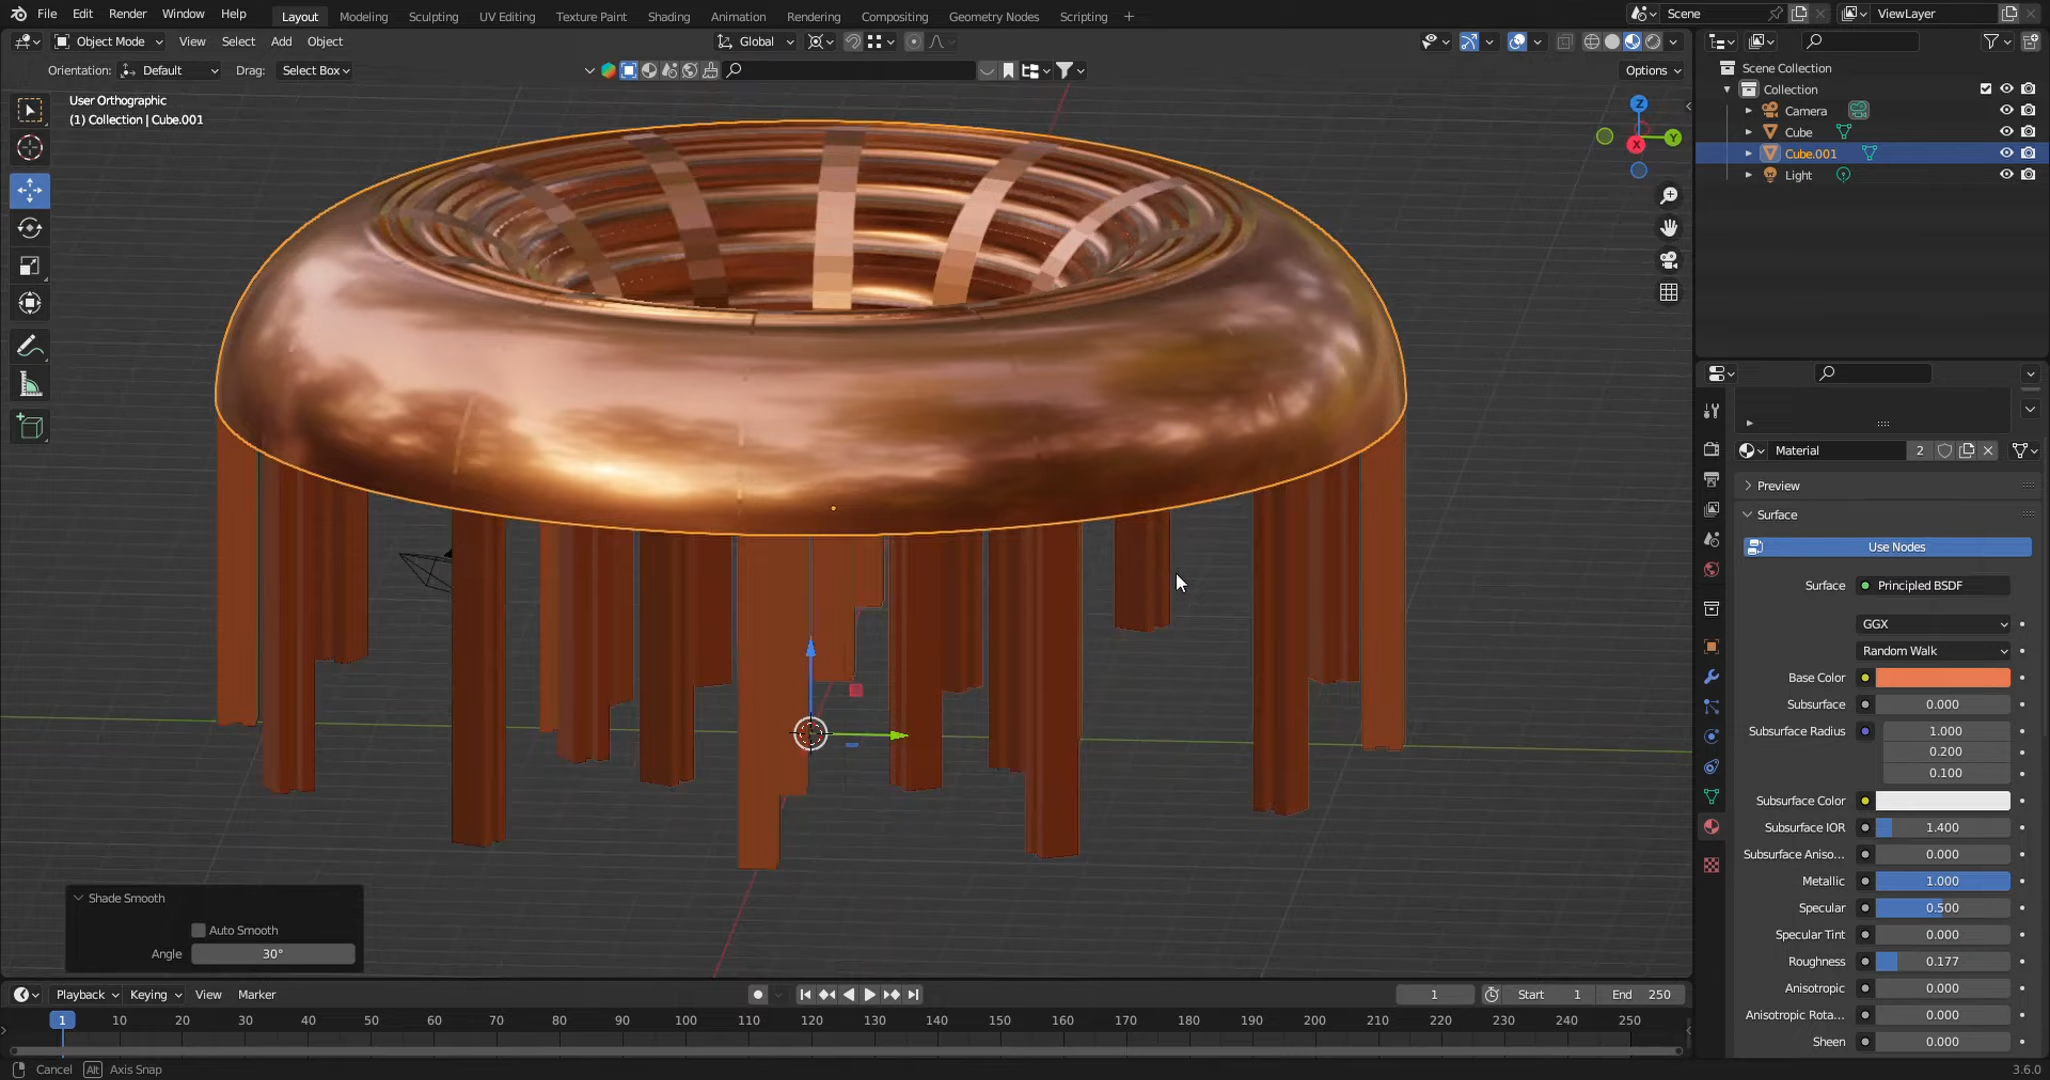 File Edit Render Window Help Layout Modeling Sculpting UV Editing Texture Paint Shading Animation Rendering Compositing Geometry Nodes Scripting + Scene ViewLayer
Object Mode View Select Add Object Global
Orientation: Default Drag: Select Box Options
User Orthographic
(1) Collection | Cube.001
Z
Y
X
Scene Collection
Collection
Camera
Cube
Cube.001
Light
Material 2
Preview
Surface
Use Nodes
Surface Principled BSDF
GGX
Random Walk
Base Color
Subsurface 0.000
Subsurface Radius 1.000
0.200
0.100
Subsurface Color
Subsurface IOR 1.400
Subsurface Aniso... 0.000
Metallic 1.000
Specular 0.500
Specular Tint 0.000
Roughness 0.177
Anisotropic 0.000
Anisotropic Rota... 0.000
Sheen 0.000
Shade Smooth
Auto Smooth
Angle 30°
Playback Keying View Marker 1 Start 1 End 250
1 10 20 30 40 50 60 70 80 90 100 110 120 130 140 150 160 170 180 190 200 210 220 230 240 250
Cancel Alt Axis Snap 3.6.0